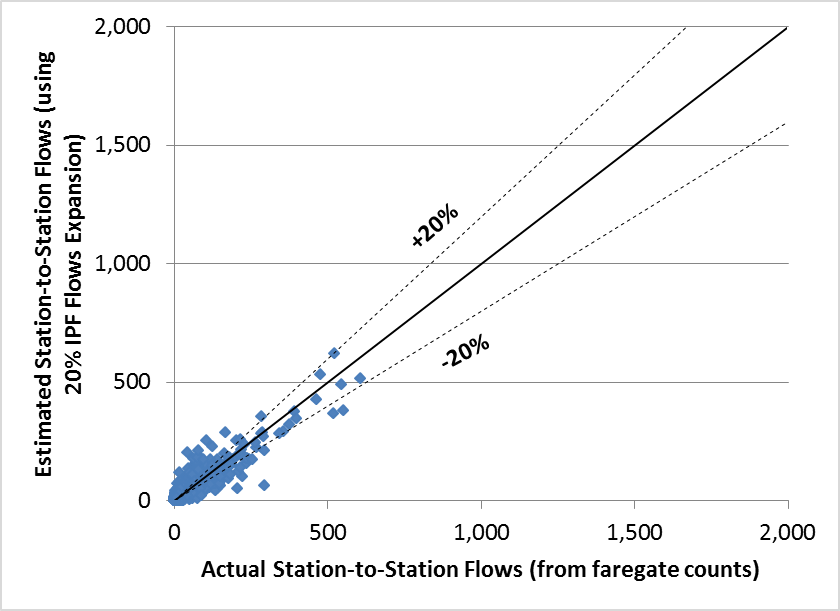 Estimated Station-to-Station Flows (using
20% IPF Flows Expansion)
2,000
1,500
1,000
500
0
+20%
-20%
0 500 1,000 1,500 2,000
Actual Station-to-Station Flows (from faregate counts)